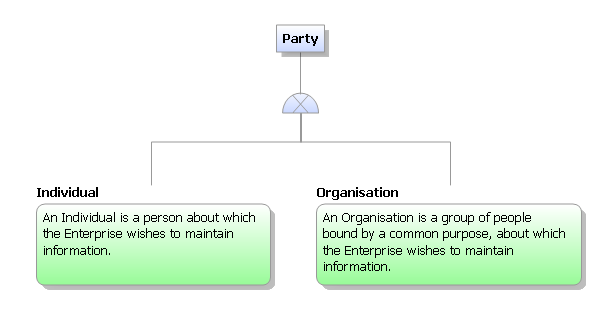 Party
Individual
An Individual is a person about which
the Enterprise wishes to maintain
information.
Organisation
An Organisation is a group of people
bound by a common purpose, about which
the Enterprise wishes to maintain
information.